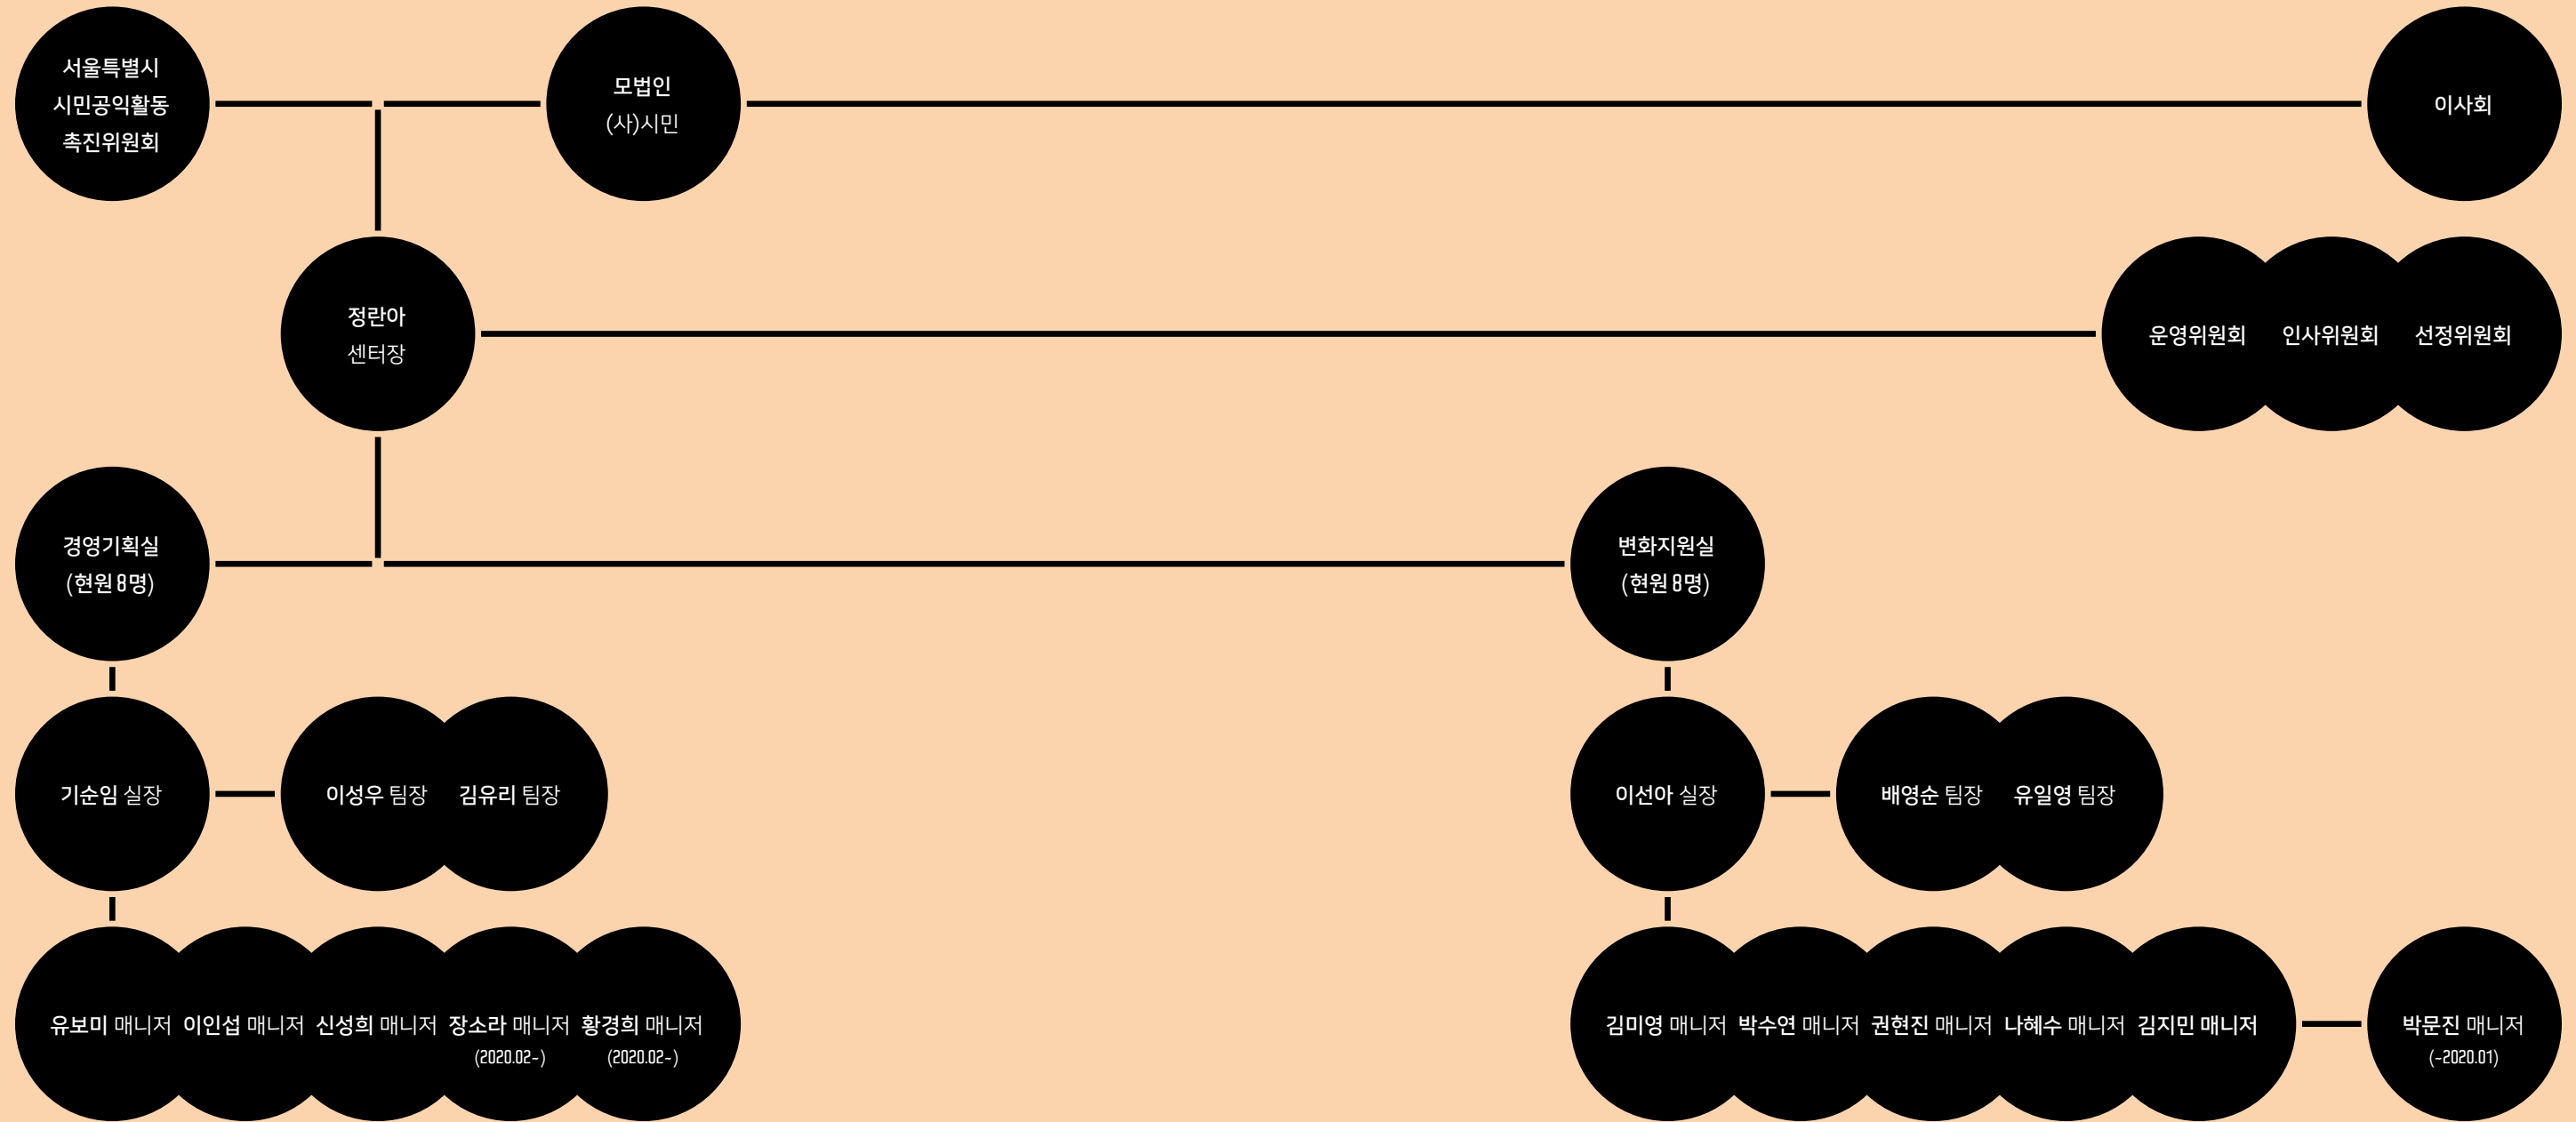 서울특별시
시민공익활동
촉진위원회
모법인
(사)시민
이사회
정란아
센터장
운영위원회
인사위원회
선정위원회
경영기획실
(현원 8명)
변화지원실
(현원 8명)
기순임 실장
이성우 팀장
김유리 팀장
이선아 실장
배영순 팀장
유일영 팀장
유보미 매니저
이인섭 매니저
신성희 매니저
장소라 매니저
(2020.02~)
황경희 매니저
(2020.02~)
김미영 매니저
박수연 매니저
권현진 매니저
나혜수 매니저
김지민 매니저
박문진 매니저
(~2020.01)